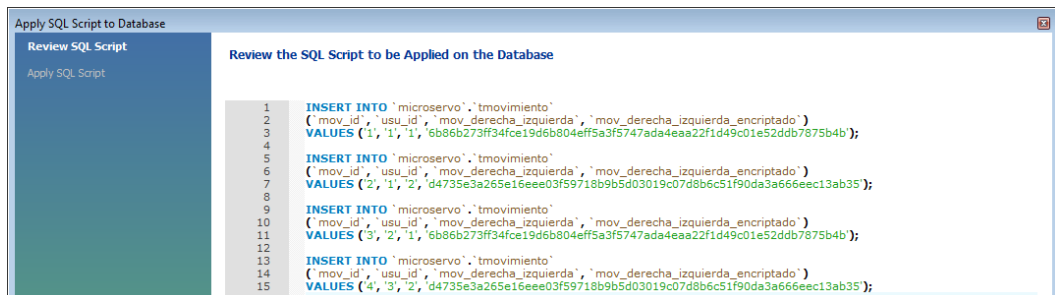 Apply SQL Script to Database
Review SQL Script
Apply SQL Script
Review the SQL Script to be Applied on the Database
1 INSERT INTO `microservo`.`tmovimiento`
2 (`mov_id`, `usu_id`, `mov_derecha_izquierda`, `mov_derecha_izquierda_encriptado`)
3 VALUES ('1', '1', '1', '6b86b273ff34fce19d6b804eff5a3f5747ada4eaa22f1d49c01e52ddb7875b4b');
4
5 INSERT INTO `microservo`.`tmovimiento`
6 (`mov_id`, `usu_id`, `mov_derecha_izquierda`, `mov_derecha_izquierda_encriptado`)
7 VALUES ('2', '1', '2', 'd4735e3a265e16eee03f59718b9b5d03019c07d8b6c51f90da3a666eec13ab35');
8
9 INSERT INTO `microservo`.`tmovimiento`
10 (`mov_id`, `usu_id`, `mov_derecha_izquierda`, `mov_derecha_izquierda_encriptado`)
11 VALUES ('3', '2', '1', '6b86b273ff34fce19d6b804eff5a3f5747ada4eaa22f1d49c01e52ddb7875b4b');
12
13 INSERT INTO `microservo`.`tmovimiento`
14 (`mov_id`, `usu_id`, `mov_derecha_izquierda`, `mov_derecha_izquierda_encriptado`)
15 VALUES ('4', '3', '2', 'd4735e3a265e16eee03f59718b9b5d03019c07d8b6c51f90da3a666eec13ab35');